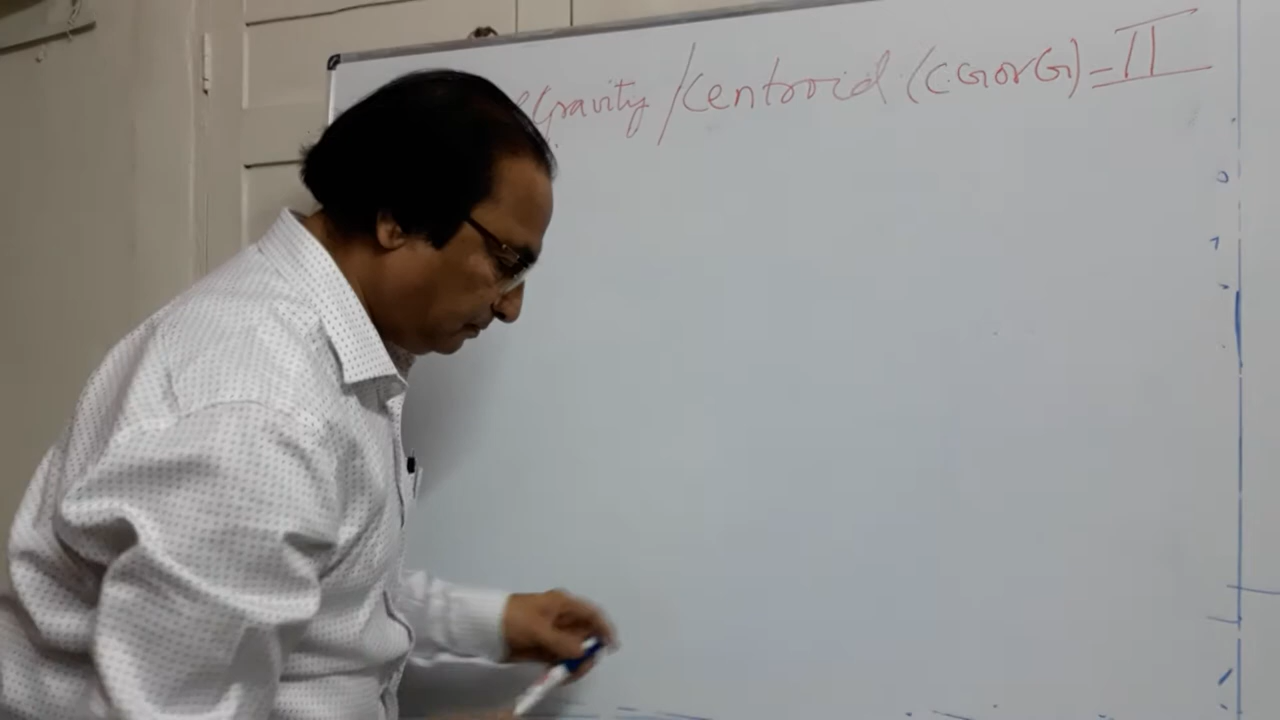 Gravity / Centroid (C.G or G) = II